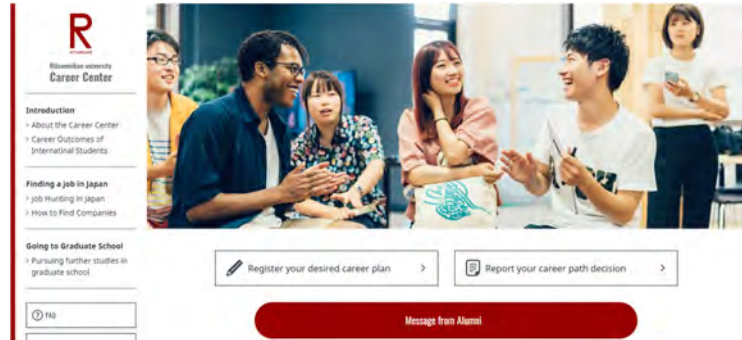 R
RITSUMEIKAN
Ritsumeikan university
Career Center
Introduction
> About the Career Center
> Career Outcomes of
Internatinal Students
Finding a job in Japan
> Job Hunting in Japan
> How to Find Companies
Going to Graduate School
> Pursuing further studies in
graduate school
? FAQ
Register your desired career plan >
Report your career path decision >
Message from Alumni